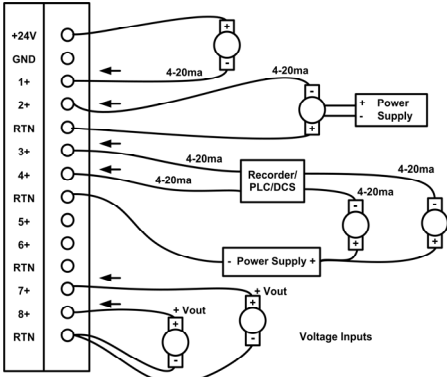 +24V
GND
1+
2+
RTN
3+
4+
RTN
5+
6+
RTN
7+
8+
RTN
+
-
4-20ma
4-20ma
-
+
+ Power
- Supply
4-20ma
4-20ma
Recorder/
PLC/DCS
4-20ma
4-20ma
-
+
-
+
- Power Supply +
+ Vout
+
-
+ Vout
+
-
Voltage Inputs